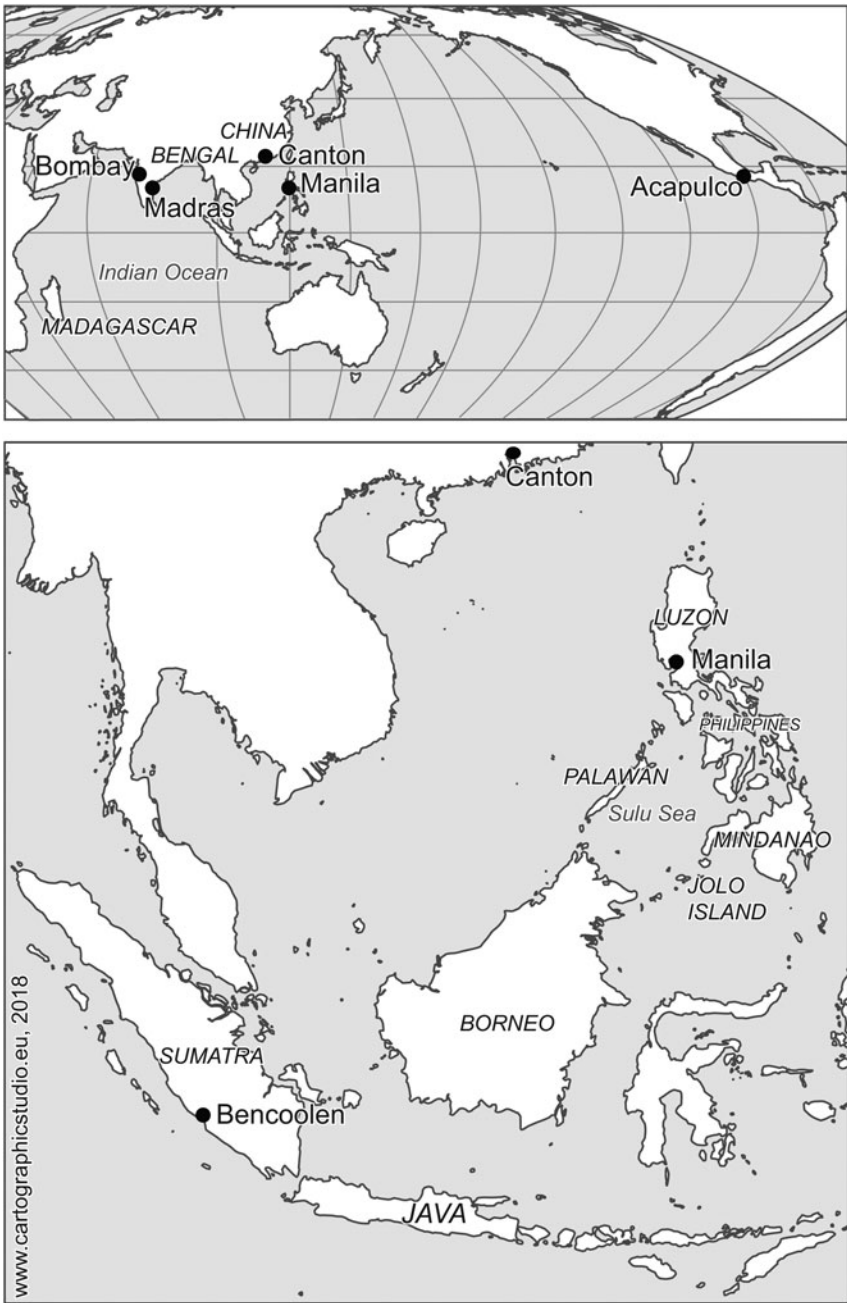 CHINA
BENGAL
Canton
Bombay
Manila
Madras
Acapulco
Indian Ocean
MADAGASCAR
Canton
LUZON
Manila
PHILIPPINES
PALAWAN
Sulu Sea
MINDANAO
JOLO
ISLAND
BORNEO
SUMATRA
Bencoolen
JAVA
www.cartographicstudio.eu, 2018